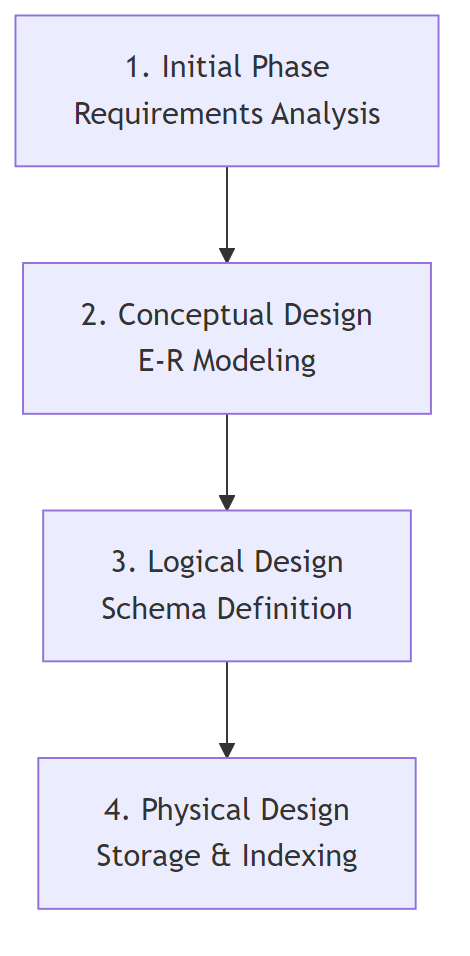 1. Initial Phase
Requirements Analysis
2. Conceptual Design
E-R Modeling
3. Logical Design
Schema Definition
4. Physical Design
Storage & Indexing